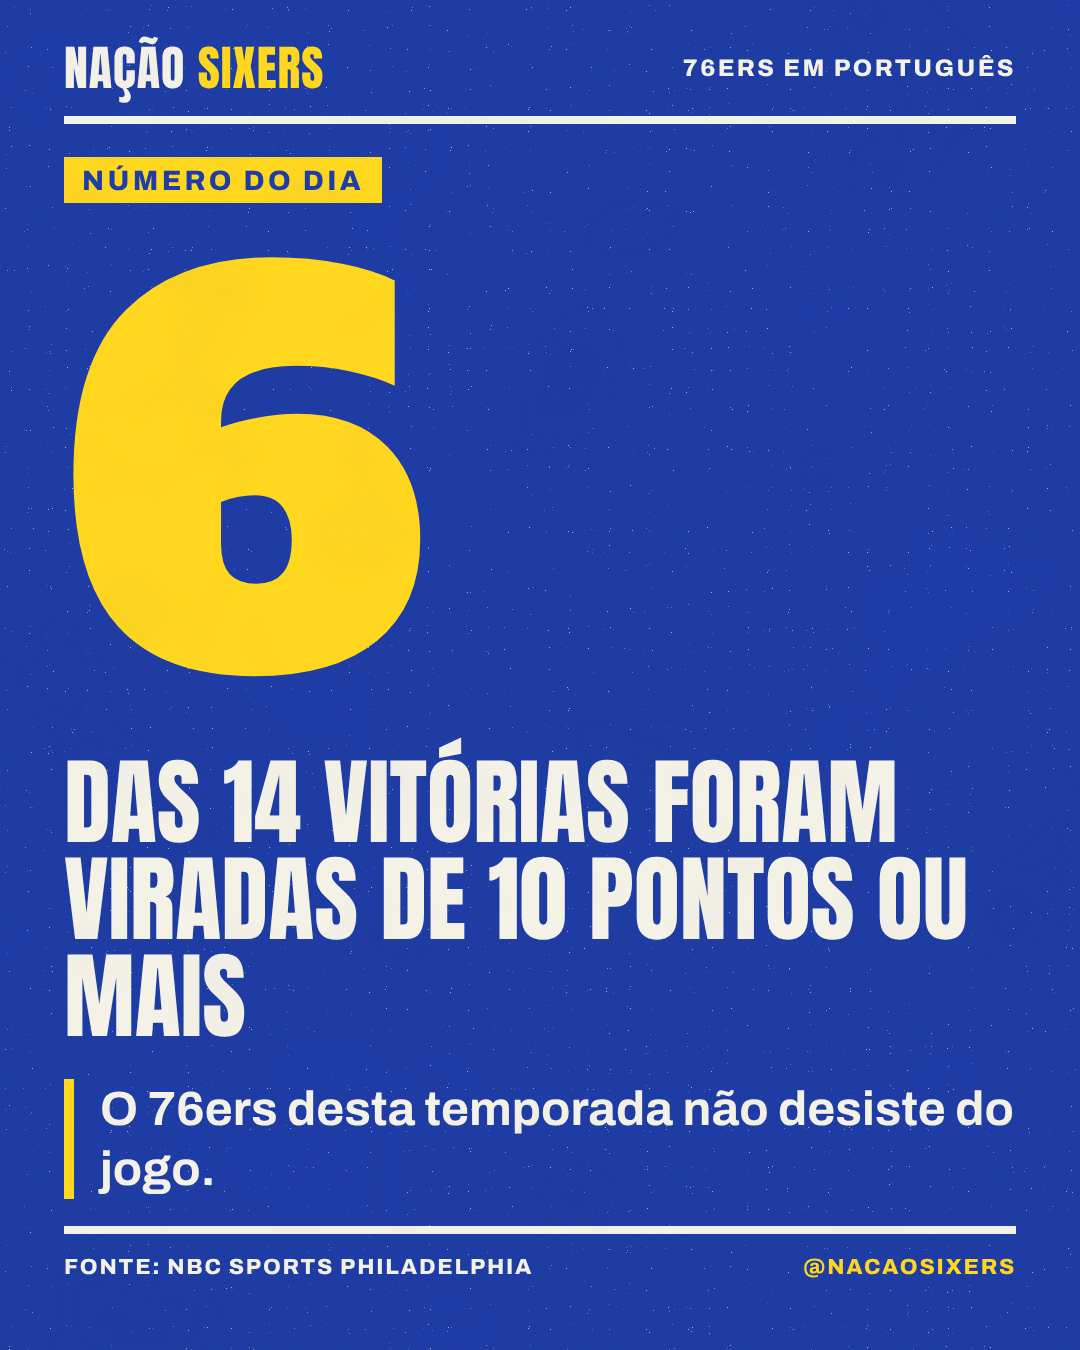 NAÇÃO SIXERS
76ERS EM PORTUGUÊS
NÚMERO DO DIA
6
DAS 14 VITÓRIAS FORAM
VIRADAS DE 10 PONTOS OU
MAIS
O 76ers desta temporada não desiste do
jogo.
FONTE: NBC SPORTS PHILADELPHIA
@NACAOSIXERS